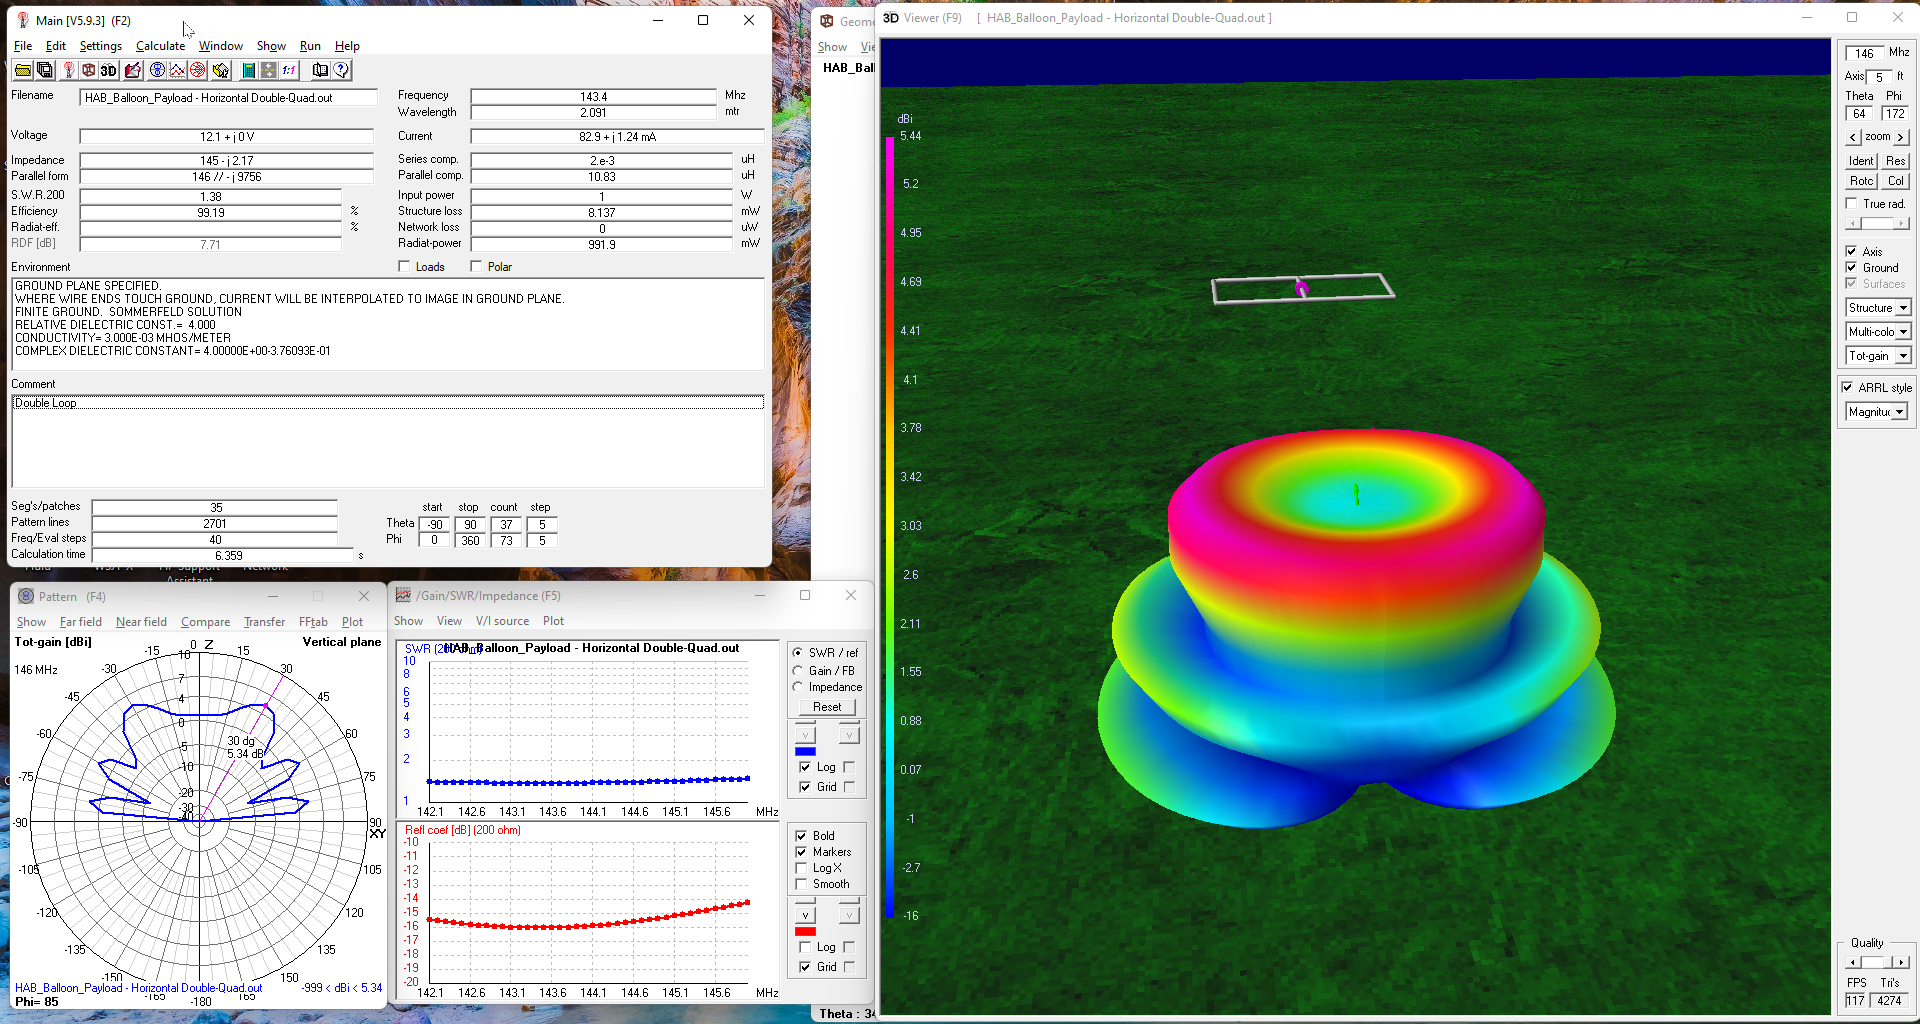 Main [V5.9.3] (F2)
File Edit Settings Calculate Window Show Run Help
3D 1:1
Filename HAB_Balloon_Payload - Horizontal Double-Quad.out
Frequency 143.4 Mhz
Wavelength 2.091 mtr
Voltage 12.1 + j 0 V
Current 82.9 + j 1.24 mA
Impedance 145 - j 2.17
Series comp. 2.e-3 uH
Parallel form 146 // - j 9756
Parallel comp. 10.83 uH
S.W.R.200 1.38
Input power 1 W
Efficiency 99.19 %
Structure loss 8.137 mW
Radiat-eff. %
Network loss 0 uW
RDF [dB] 7.71
Radiat-power 991.9 mW
Environment
Loads Polar
GROUND PLANE SPECIFIED.
WHERE WIRE ENDS TOUCH GROUND, CURRENT WILL BE INTERPOLATED TO IMAGE IN GROUND PLANE.
FINITE GROUND. SOMMERFELD SOLUTION
RELATIVE DIELECTRIC CONST.= 4.000
CONDUCTIVITY= 3.000E-03 MHOS/METER
COMPLEX DIELECTRIC CONSTANT= 4.00000E+00-3.76093E-01
Comment
Double Loop
Seg's/patches 35
Pattern lines 2701
Freq/Eval steps 40
Calculation time 6.359 s
start stop count step
Theta -90 90 37 5
Phi 0 360 73 5
Assistant
Pattern (F4)
Show Far field Near field Compare Transfer FFtab Plot
Tot-gain [dBi]
Vertical plane
146 MHz
0 Z
-15 15
-30 30
-45 45
-60 60
-75 75
-90 90
XY
-105 105
-120 120
-135 135
-150 150
-165 165
-180
10
7
4
0
-5
-10
-20
-30
-40
30 dg
5.34 dB
HAB_Balloon_Payload - Horizontal Double-Quad.out
-999 < dBi < 5.34
Phi= 85
/Gain/SWR/Impedance (F5)
Show View V/I source Plot
HAB_Balloon_Payload - Horizontal Double-Quad.out
10
8
6
5
4
3
2
1
142.1 142.6 143.1 143.6 144.1 144.6 145.1 145.6 MHz
Refl coef [dB] (200 ohm)
-10
-11
-12
-13
-14
-15
-16
-17
-18
-19
-20
142.1 142.6 143.1 143.6 144.1 144.6 145.1 145.6 MHz
SWR / ref
Gain / FB
Impedance
Reset
v v
Log
Grid
Bold
Markers
Log X
Smooth
v v
Log
Grid
Geome
Show Vie
HAB_Ball
Theta : 34
3D Viewer (F9) [ HAB_Balloon_Payload - Horizontal Double-Quad.out ]
dBi
5.44
5.2
4.95
4.69
4.41
4.1
3.78
3.42
3.03
2.6
2.11
1.55
0.88
0.07
-1
-2.7
-16
146 Mhz
Axis 5 ft
Theta Phi
64 172
< zoom >
Ident Res
Rotc Col
True rad.
Axis
Ground
Surfaces
Structure
Multi-colo
Tot-gain
ARRL style
Magnitud
Quality
FPS Tri's
117 4274